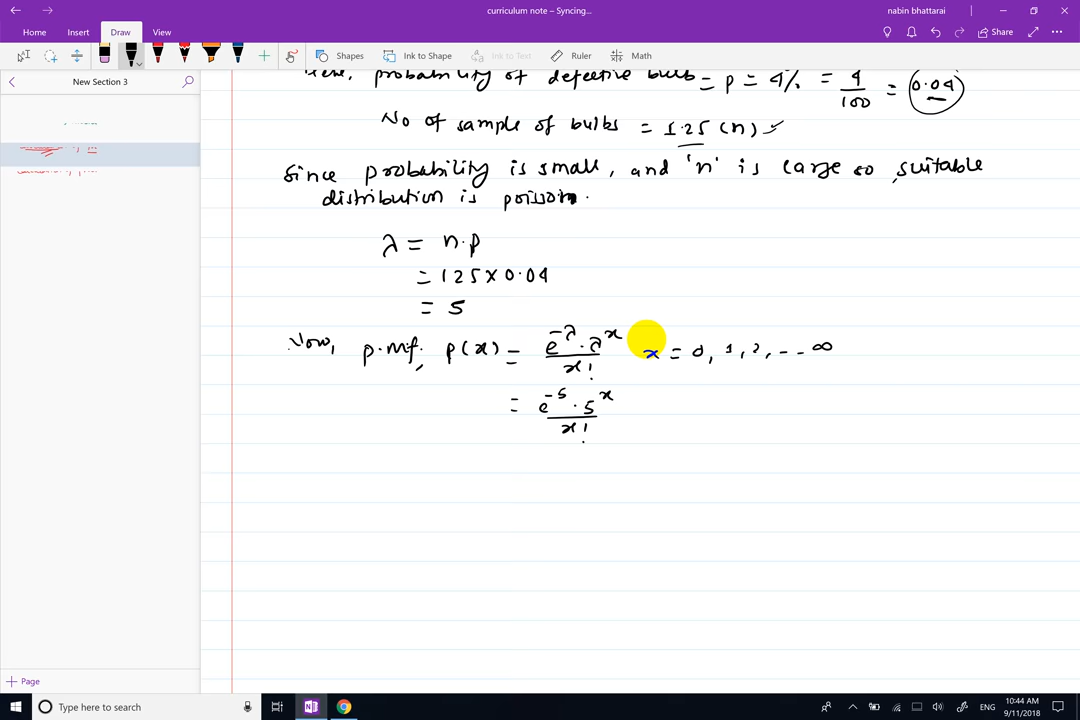 curriculum note – Syncing...
nabin bhattarai
Home Insert Draw View
Share
Shapes Ink to Shape Ink to Text Ruler Math
New Section 3
probability of defective bulb = p = 4% = 4/100 = 0.04
No of sample of bulbs = 125 (n)
Since probability is small, and 'n' is large so, suitable
distribution is poisson.
λ = n.p
= 125 × 0.04
= 5
Now, p.m.f; p(x) = e^-λ . λ^x / x! x = 0, 1, 2, - - ∞
= e^-5 . 5^x / x!
+ Page
Type here to search
ENG
10:44 AM
9/11/2018